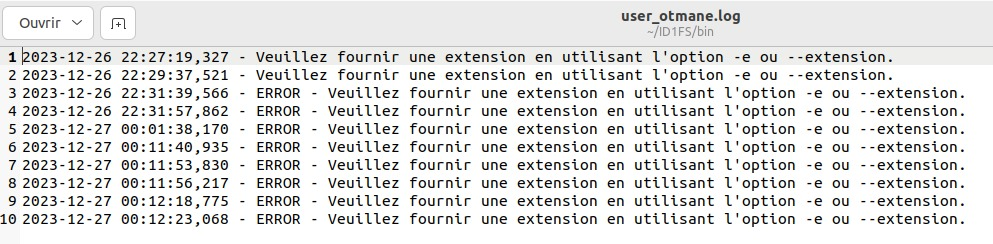 Ouvrir
user_otmane.log
~/ID1FS/bin
1 2023-12-26 22:27:19,327 - Veuillez fournir une extension en utilisant l'option -e ou --extension.
2 2023-12-26 22:29:37,521 - Veuillez fournir une extension en utilisant l'option -e ou --extension.
3 2023-12-26 22:31:39,566 - ERROR - Veuillez fournir une extension en utilisant l'option -e ou --extension.
4 2023-12-26 22:31:57,862 - ERROR - Veuillez fournir une extension en utilisant l'option -e ou --extension.
5 2023-12-27 00:01:38,170 - ERROR - Veuillez fournir une extension en utilisant l'option -e ou --extension.
6 2023-12-27 00:11:40,935 - ERROR - Veuillez fournir une extension en utilisant l'option -e ou --extension.
7 2023-12-27 00:11:53,830 - ERROR - Veuillez fournir une extension en utilisant l'option -e ou --extension.
8 2023-12-27 00:11:56,217 - ERROR - Veuillez fournir une extension en utilisant l'option -e ou --extension.
9 2023-12-27 00:12:18,775 - ERROR - Veuillez fournir une extension en utilisant l'option -e ou --extension.
10 2023-12-27 00:12:23,068 - ERROR - Veuillez fournir une extension en utilisant l'option -e ou --extension.